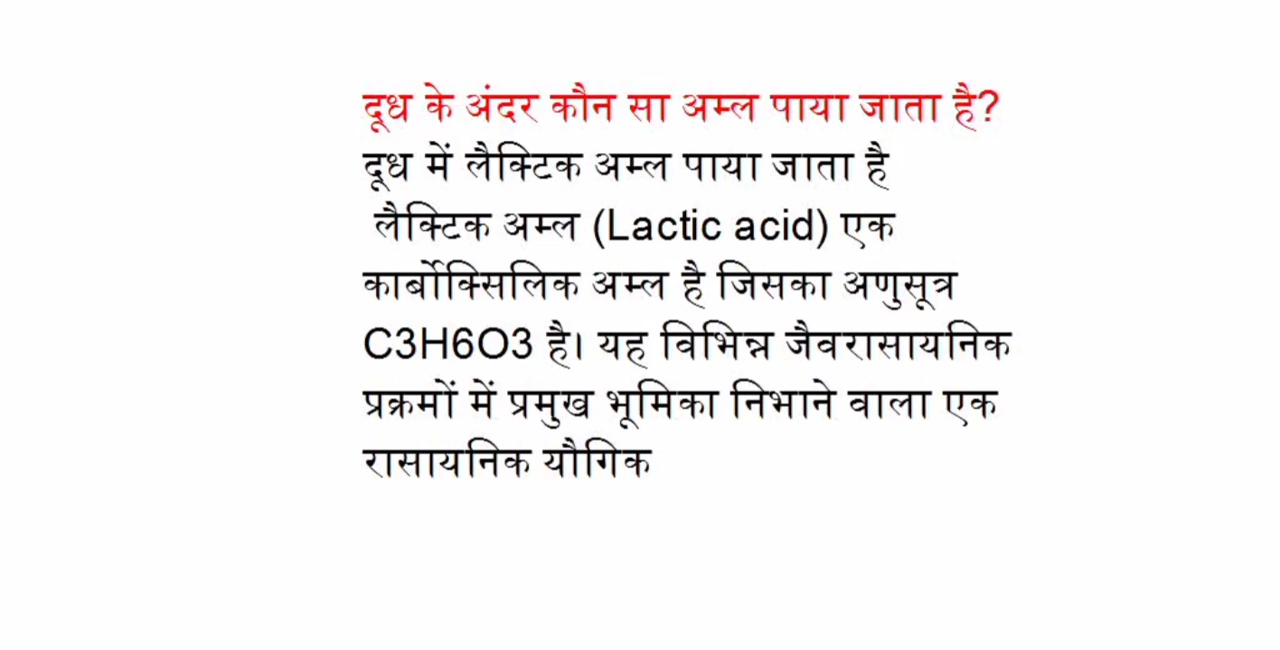 दूध के अंदर कौन सा अम्ल पाया जाता है?
दूध में लैक्टिक अम्ल पाया जाता है
लैक्टिक अम्ल (Lactic acid) एक
कार्बोक्सिलिक अम्ल है जिसका अणुसूत्र
C3H6O3 है। यह विभिन्न जैवरासायनिक
प्रक्रमों में प्रमुख भूमिका निभाने वाला एक
रासायनिक यौगिक